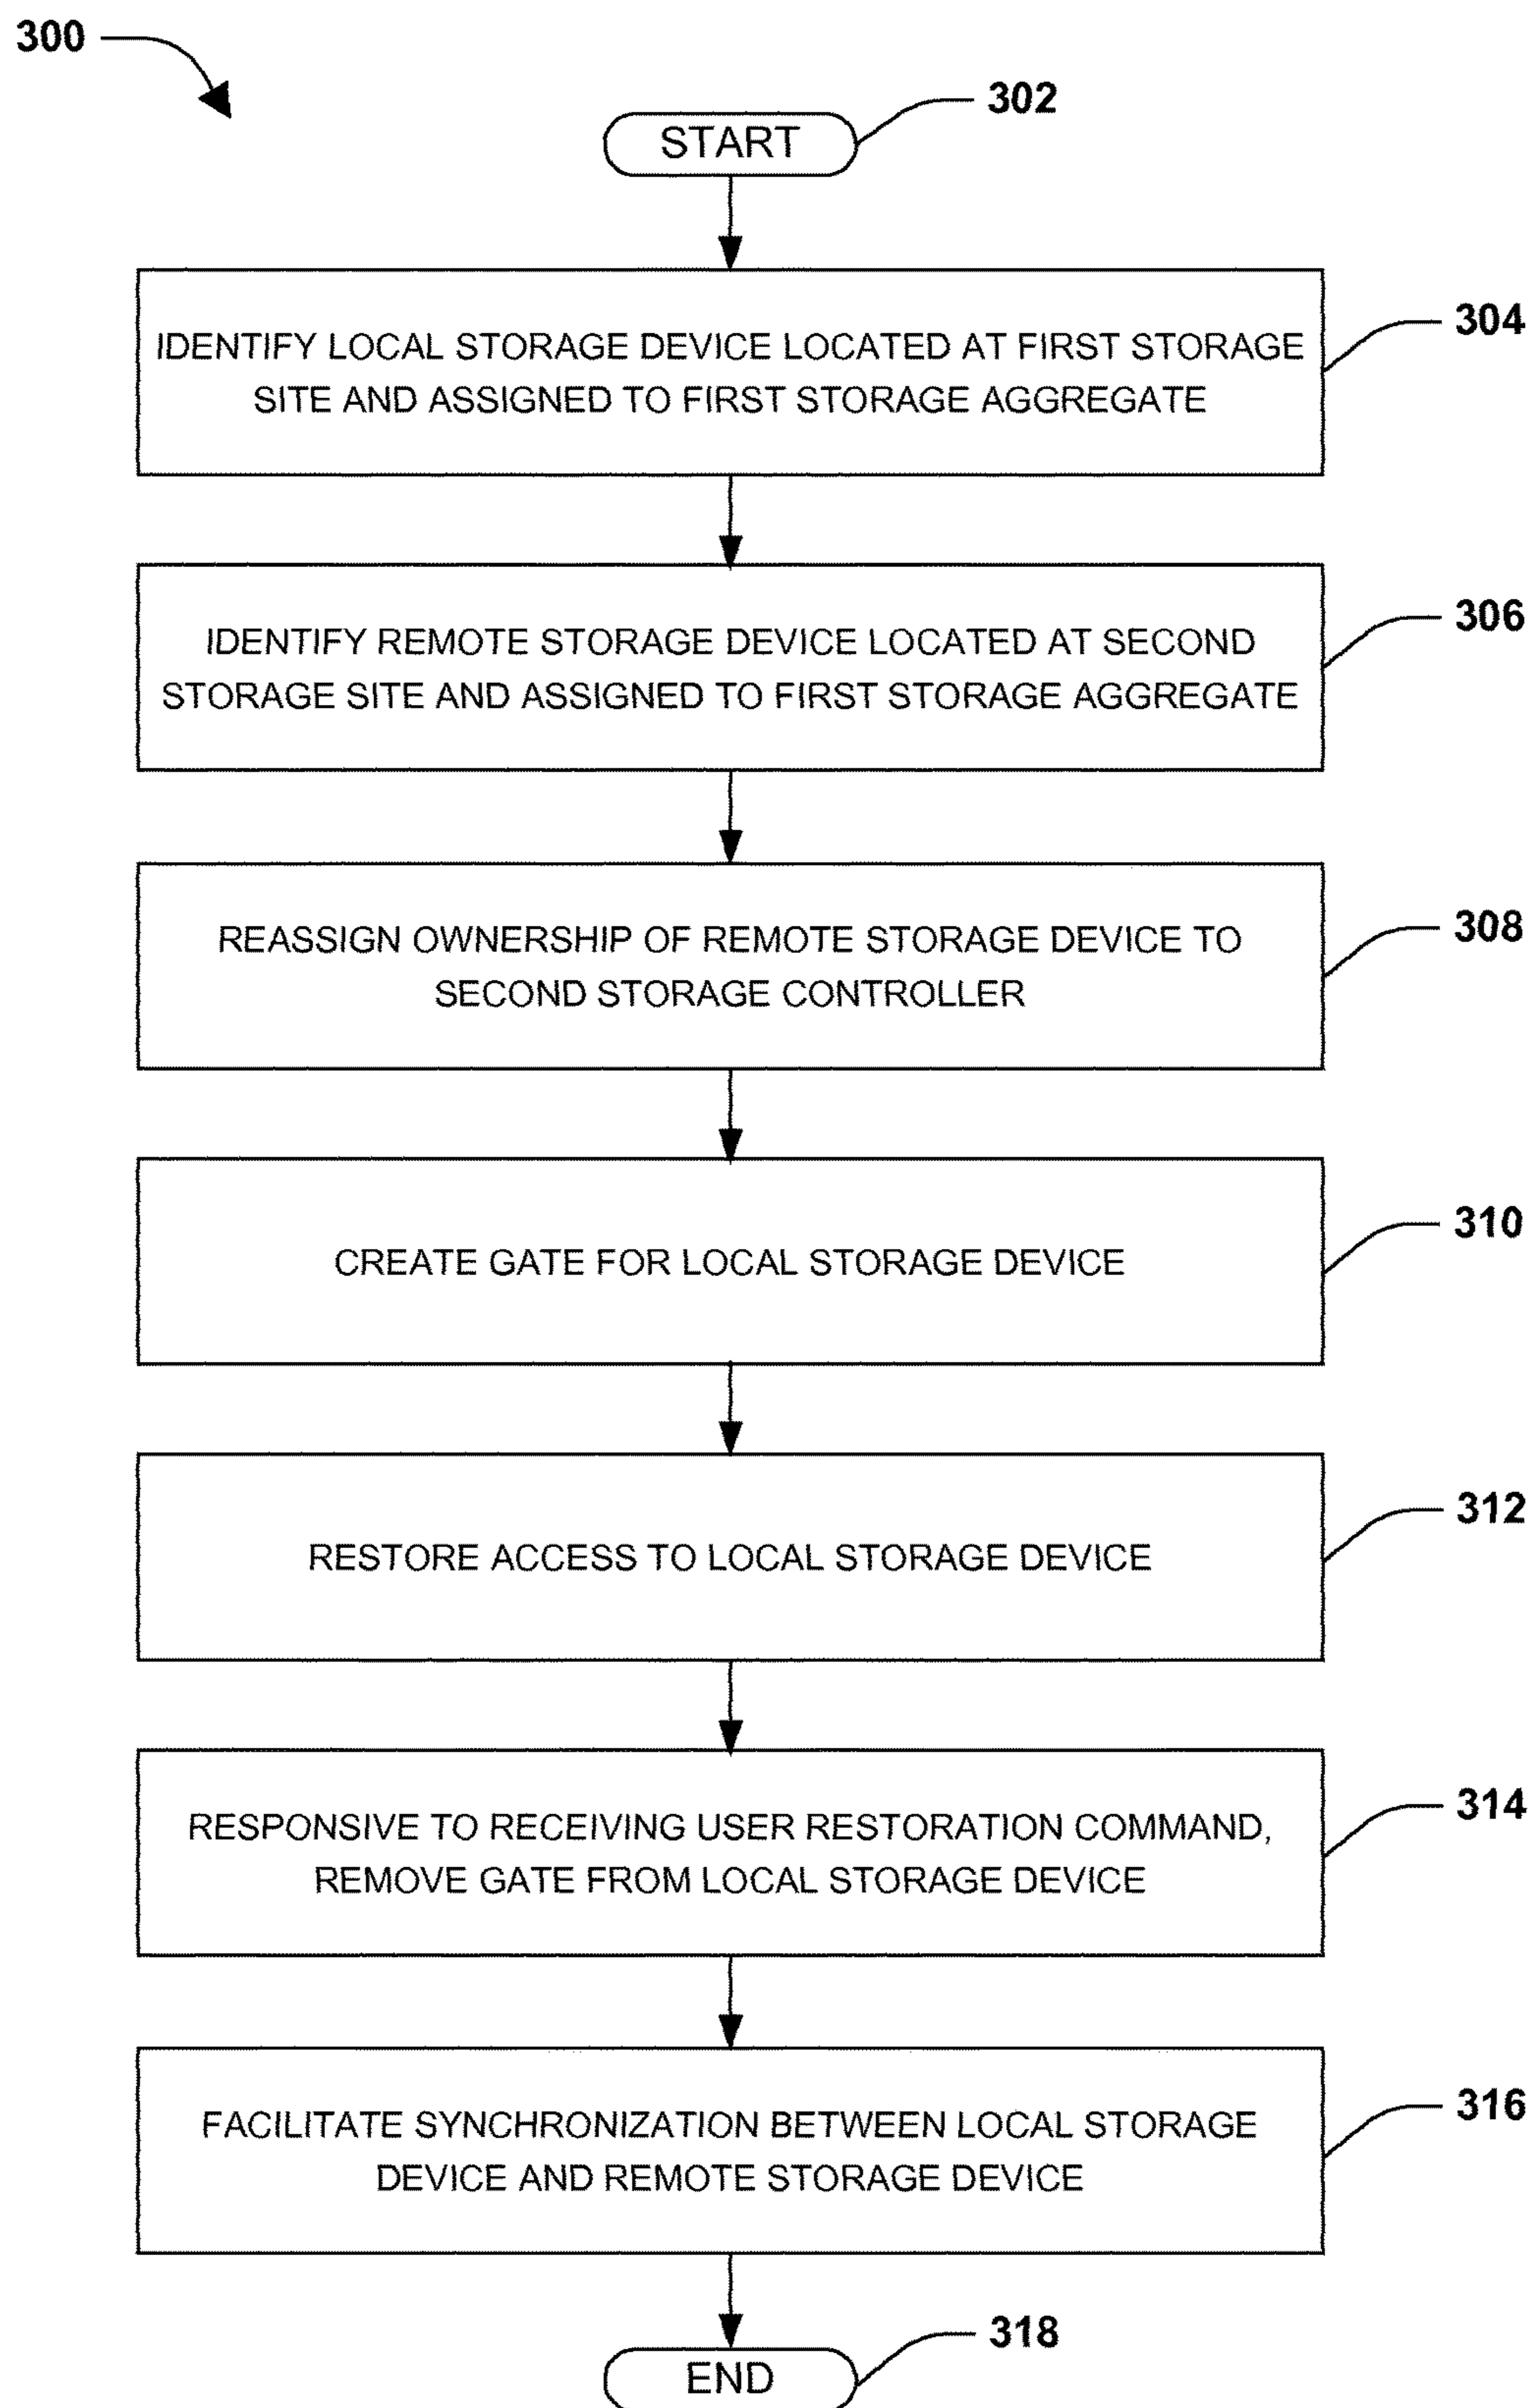 300
302
START
304
IDENTIFY LOCAL STORAGE DEVICE LOCATED AT FIRST STORAGE
SITE AND ASSIGNED TO FIRST STORAGE AGGREGATE
306
IDENTIFY REMOTE STORAGE DEVICE LOCATED AT SECOND
STORAGE SITE AND ASSIGNED TO FIRST STORAGE AGGREGATE
308
REASSIGN OWNERSHIP OF REMOTE STORAGE DEVICE TO
SECOND STORAGE CONTROLLER
310
CREATE GATE FOR LOCAL STORAGE DEVICE
312
RESTORE ACCESS TO LOCAL STORAGE DEVICE
314
RESPONSIVE TO RECEIVING USER RESTORATION COMMAND,
REMOVE GATE FROM LOCAL STORAGE DEVICE
316
FACILITATE SYNCHRONIZATION BETWEEN LOCAL STORAGE
DEVICE AND REMOTE STORAGE DEVICE
318
END